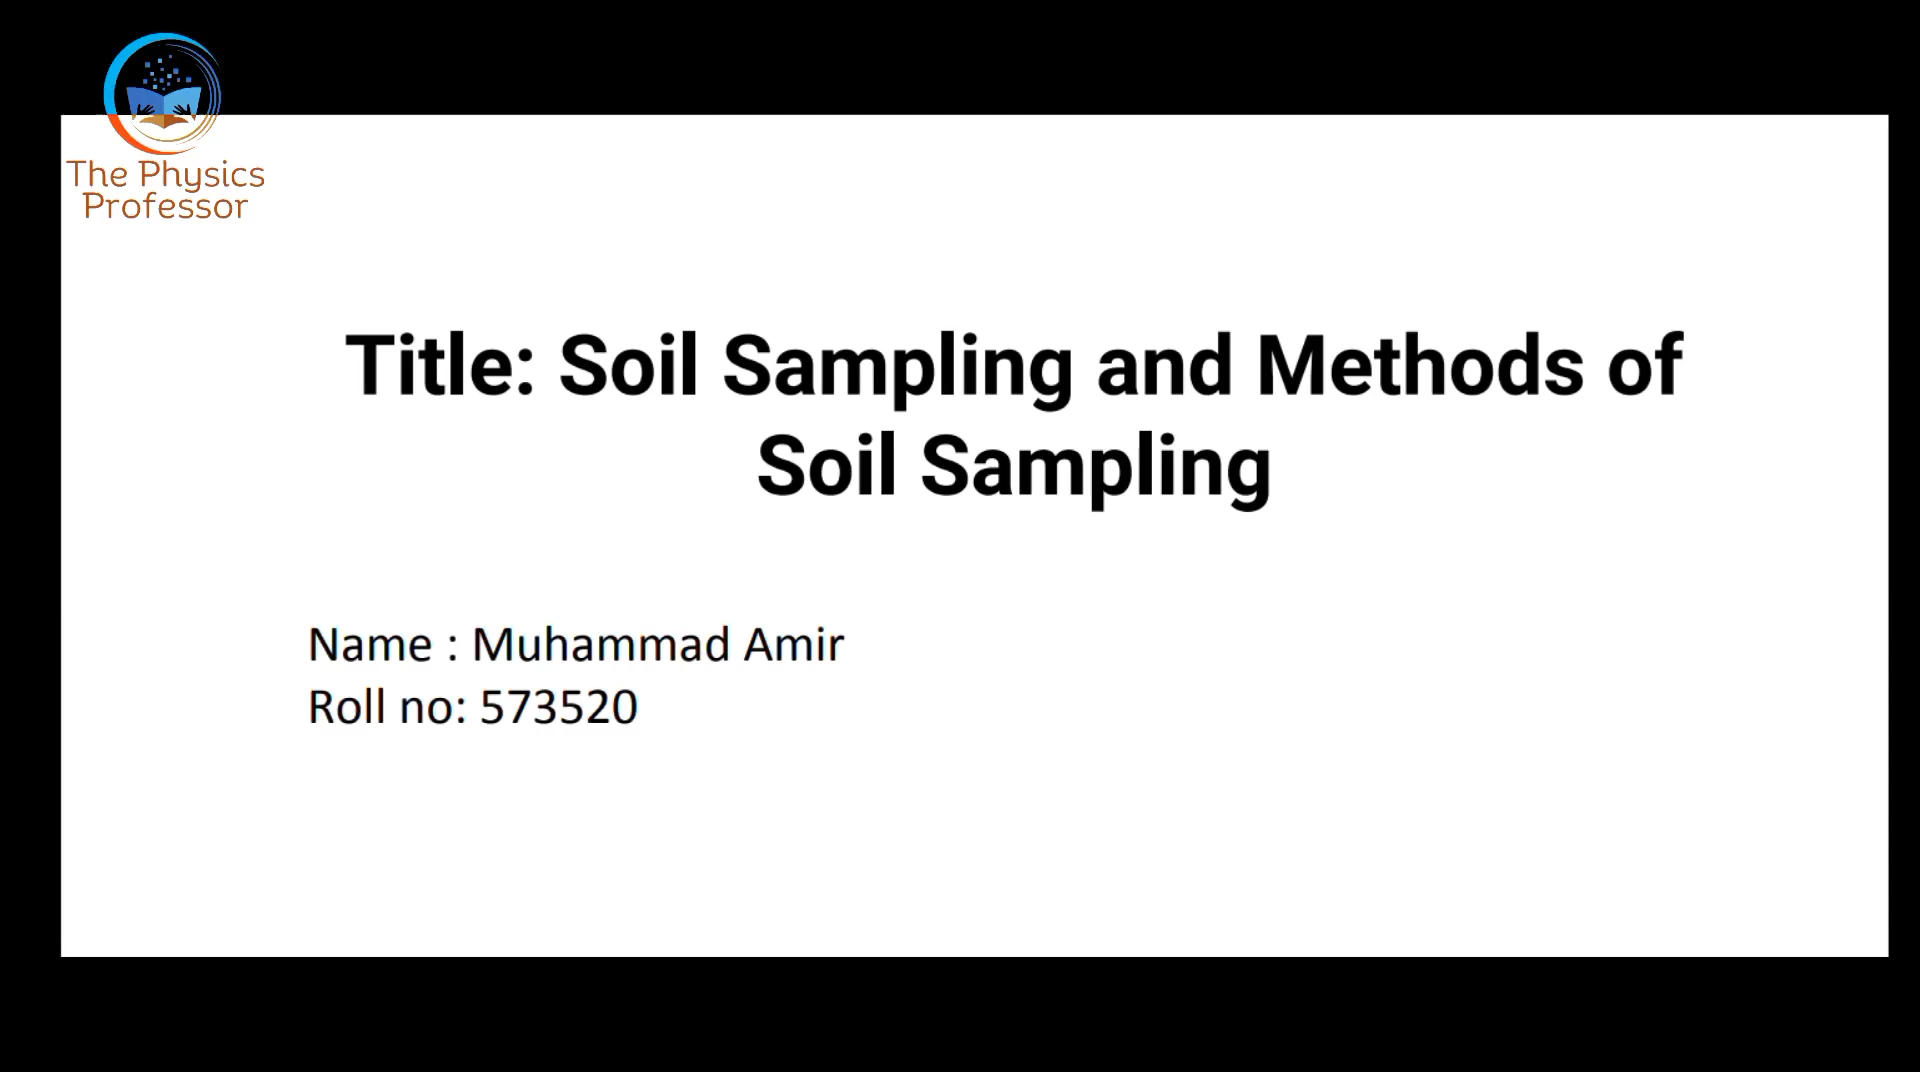 The Physics
Professor
Title: Soil Sampling and Methods of
Soil Sampling
Name : Muhammad Amir
Roll no: 573520